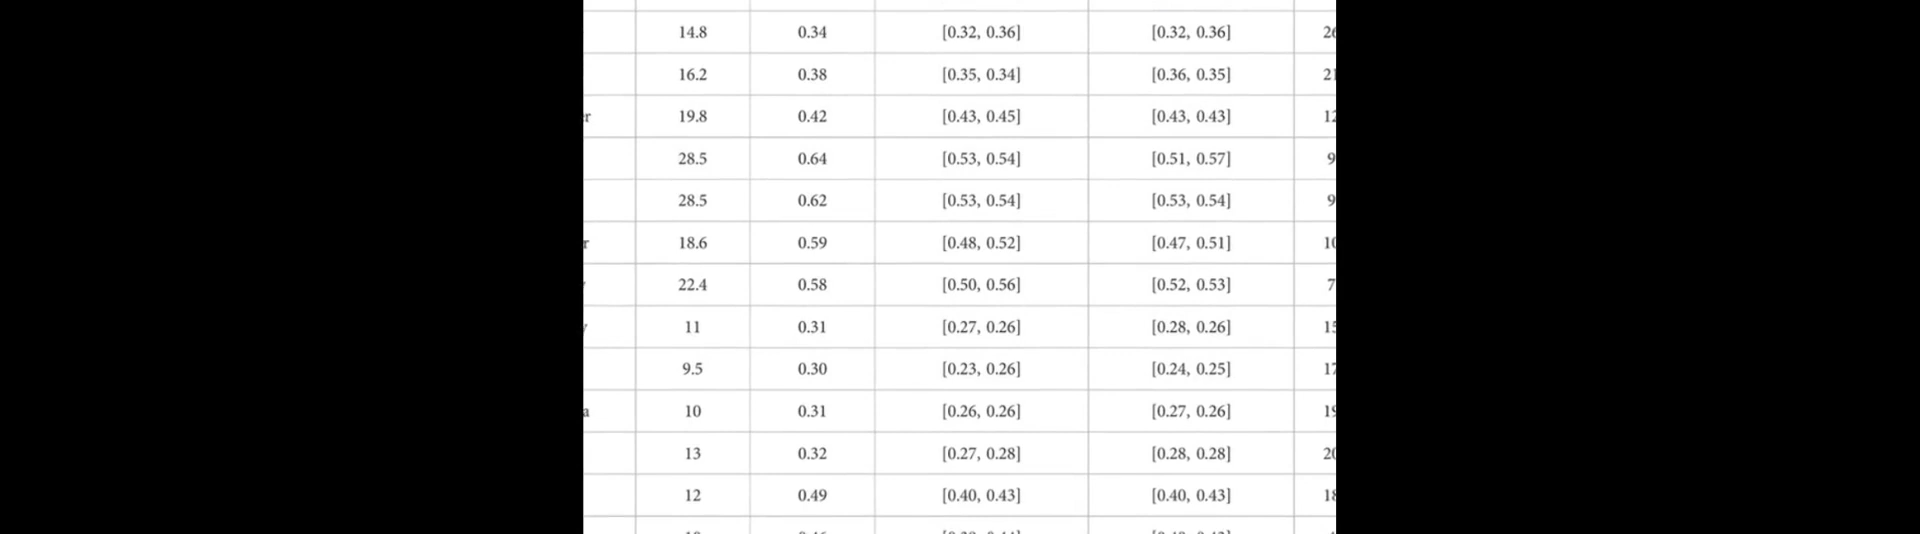 14.8 0.34 [0.32, 0.36] [0.32, 0.36]
16.2 0.38 [0.35, 0.34] [0.36, 0.35]
r 19.8 0.42 [0.43, 0.45] [0.43, 0.43]
28.5 0.64 [0.53, 0.54] [0.51, 0.57] 9
28.5 0.62 [0.53, 0.54] [0.53, 0.54] 9
r 18.6 0.59 [0.48, 0.52] [0.47, 0.51]
22.4 0.58 [0.50, 0.56] [0.52, 0.53] 7
11 0.31 [0.27, 0.26] [0.28, 0.26]
9.5 0.30 [0.23, 0.26] [0.24, 0.25]
a 10 0.31 [0.26, 0.26] [0.27, 0.26]
13 0.32 [0.27, 0.28] [0.28, 0.28]
12 0.49 [0.40, 0.43] [0.40, 0.43]